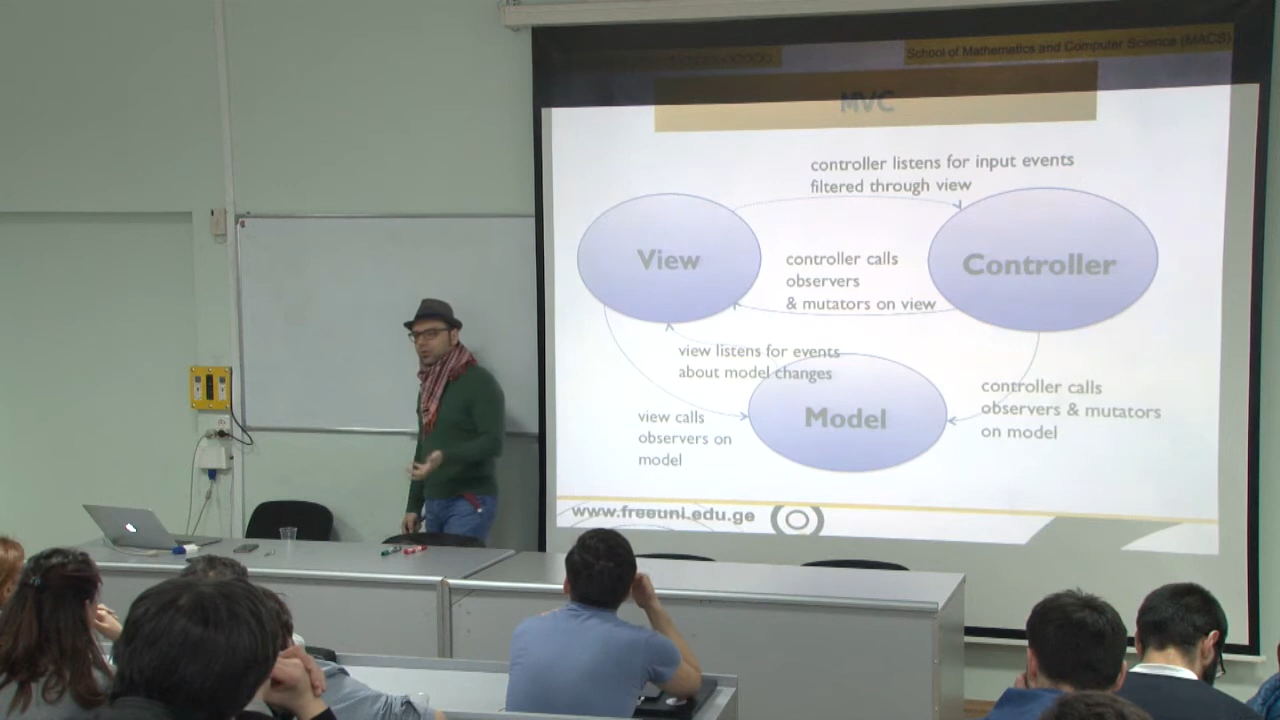 School of Mathematics and Computer Science (MACS)
MVC
controller listens for input events
filtered through view
View
Controller
controller calls
observers
& mutators on view
view listens for events
about model changes
Model
controller calls
observers & mutators
on model
view calls
observers on
model
www.freeuni.edu.ge